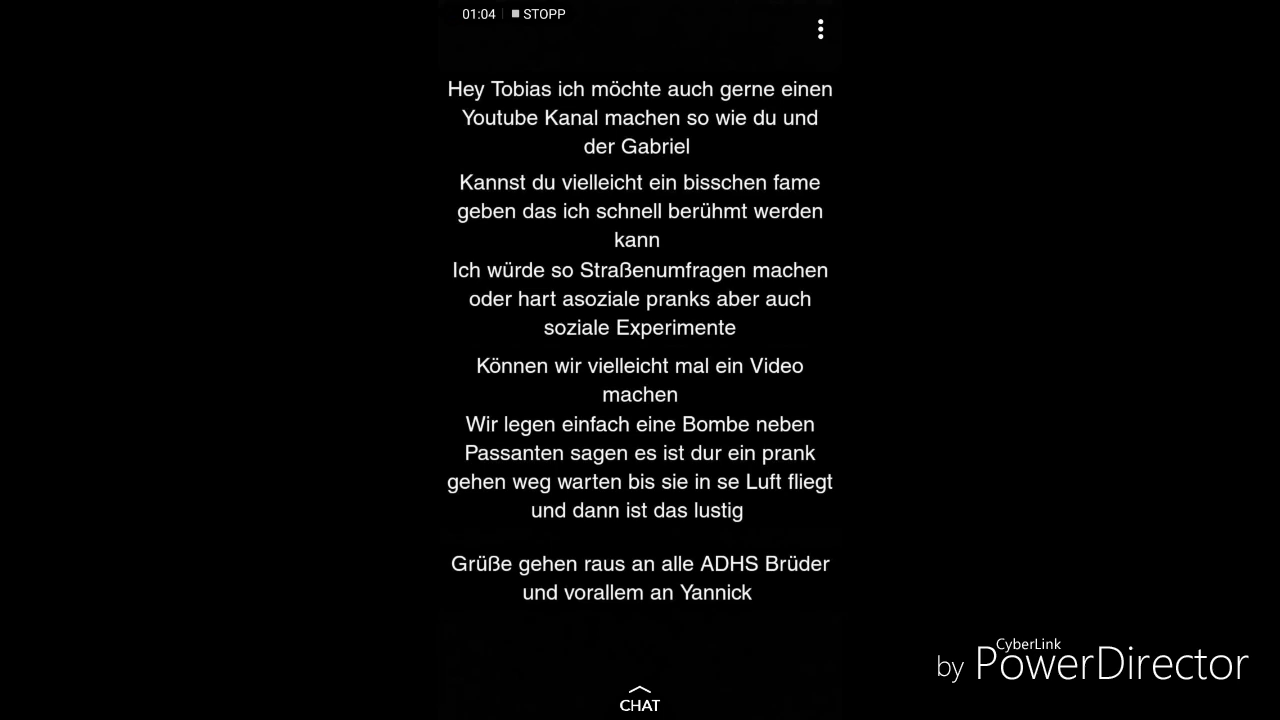 01:04 STOPP
Hey Tobias ich möchte auch gerne einen
Youtube Kanal machen so wie du und
der Gabriel
Kannst du vielleicht ein bisschen fame
geben das ich schnell berühmt werden
kann
Ich würde so Straßenumfragen machen
oder hart asoziale pranks aber auch
soziale Experimente
Können wir vielleicht mal ein Video
machen
Wir legen einfach eine Bombe neben
Passanten sagen es ist dur ein prank
gehen weg warten bis sie in se Luft fliegt
und dann ist das lustig
Grüße gehen raus an alle ADHS Brüder
und vorallem an Yannick
CyberLink
by PowerDirector
CHAT